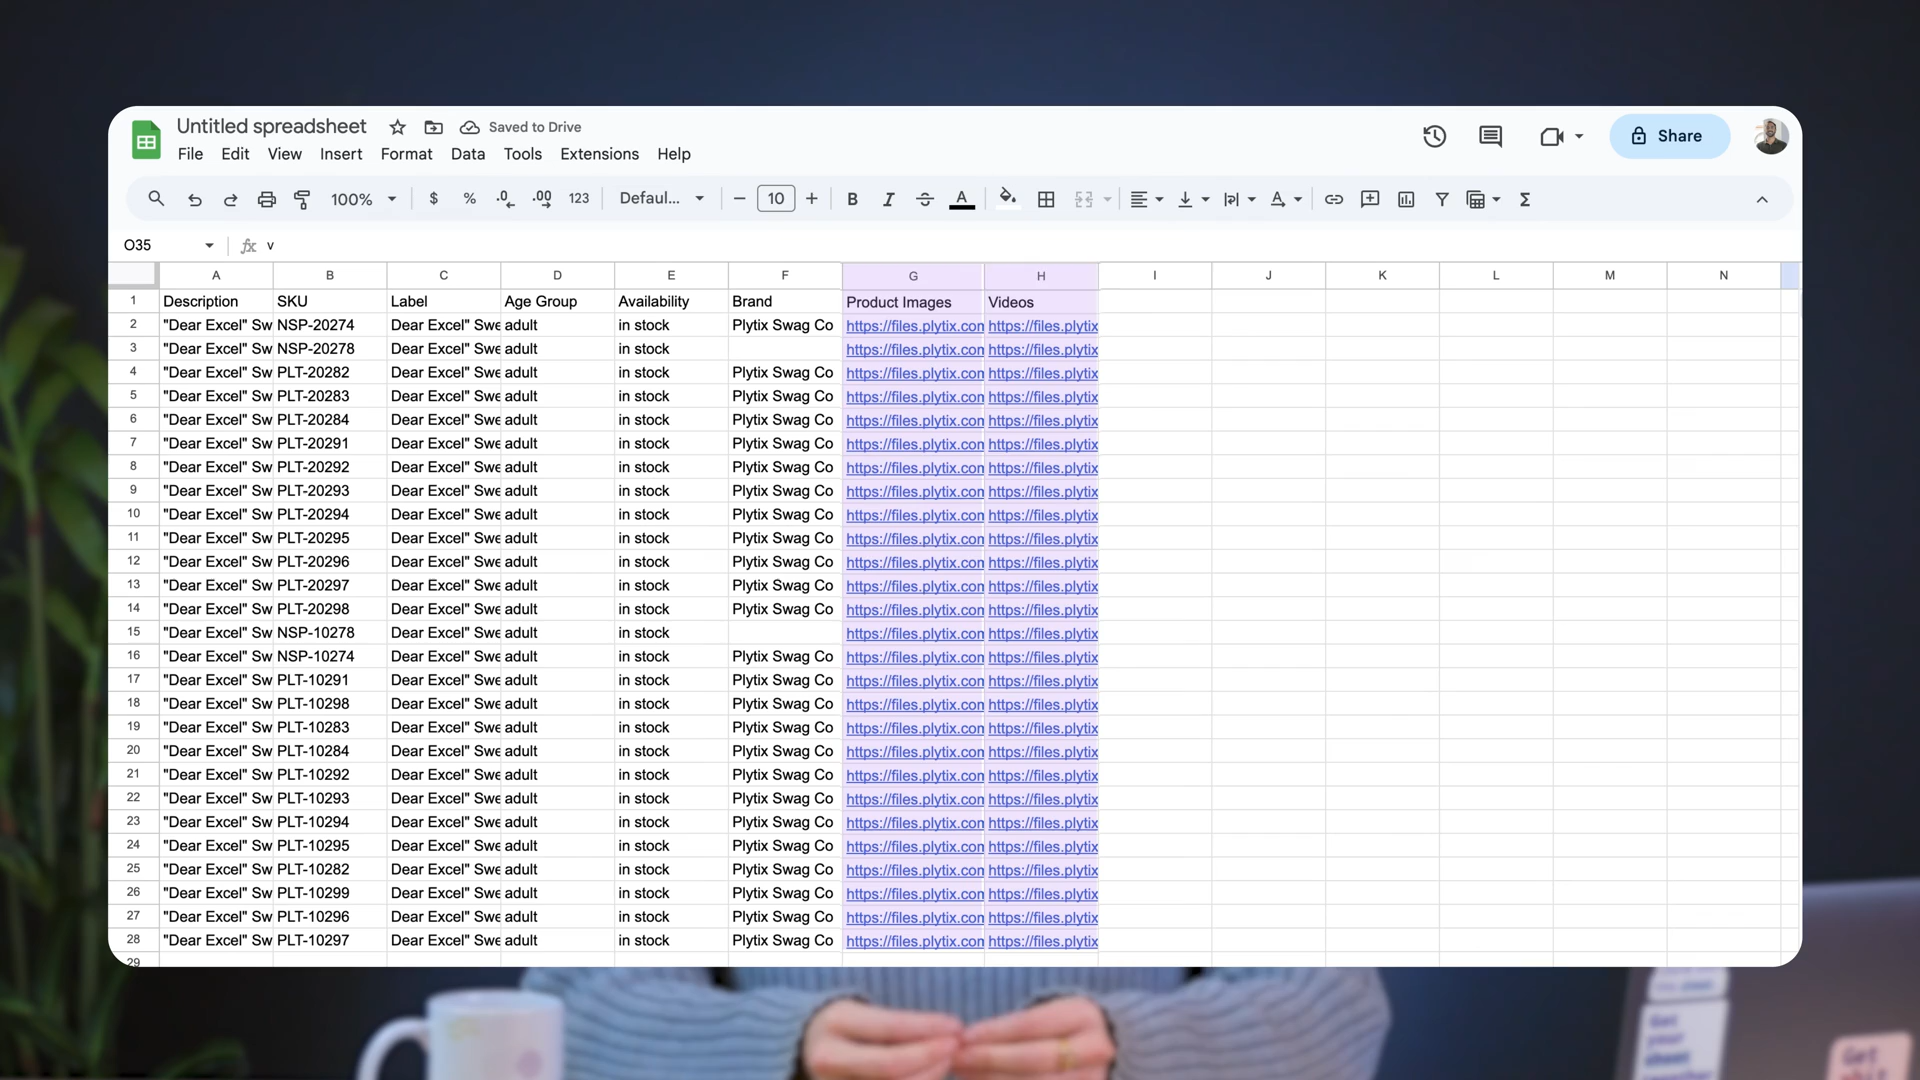 Untitled spreadsheet Saved to Drive
File Edit View Insert Format Data Tools Extensions Help
Share
100% $ % .0 .00 123 Defaul... 10 B I A A Σ
O35 fx v
A B C D E F G H I J K L M N
1 Description SKU Label Age Group Availability Brand Product Images Videos
2 "Dear Excel" Sw NSP-20274 Dear Excel" Swe adult in stock Plytix Swag Co https://files.plytix.com https://files.plytix
3 "Dear Excel" Sw NSP-20278 Dear Excel" Swe adult in stock https://files.plytix.com https://files.plytix
4 "Dear Excel" Sw PLT-20282 Dear Excel" Swe adult in stock Plytix Swag Co https://files.plytix.com https://files.plytix
5 "Dear Excel" Sw PLT-20283 Dear Excel" Swe adult in stock Plytix Swag Co https://files.plytix.com https://files.plytix
6 "Dear Excel" Sw PLT-20284 Dear Excel" Swe adult in stock Plytix Swag Co https://files.plytix.com https://files.plytix
7 "Dear Excel" Sw PLT-20291 Dear Excel" Swe adult in stock Plytix Swag Co https://files.plytix.com https://files.plytix
8 "Dear Excel" Sw PLT-20292 Dear Excel" Swe adult in stock Plytix Swag Co https://files.plytix.com https://files.plytix
9 "Dear Excel" Sw PLT-20293 Dear Excel" Swe adult in stock Plytix Swag Co https://files.plytix.com https://files.plytix
10 "Dear Excel" Sw PLT-20294 Dear Excel" Swe adult in stock Plytix Swag Co https://files.plytix.com https://files.plytix
11 "Dear Excel" Sw PLT-20295 Dear Excel" Swe adult in stock Plytix Swag Co https://files.plytix.com https://files.plytix
12 "Dear Excel" Sw PLT-20296 Dear Excel" Swe adult in stock Plytix Swag Co https://files.plytix.com https://files.plytix
13 "Dear Excel" Sw PLT-20297 Dear Excel" Swe adult in stock Plytix Swag Co https://files.plytix.com https://files.plytix
14 "Dear Excel" Sw PLT-20298 Dear Excel" Swe adult in stock Plytix Swag Co https://files.plytix.com https://files.plytix
15 "Dear Excel" Sw NSP-10278 Dear Excel" Swe adult in stock https://files.plytix.com https://files.plytix
16 "Dear Excel" Sw NSP-10274 Dear Excel" Swe adult in stock Plytix Swag Co https://files.plytix.com https://files.plytix
17 "Dear Excel" Sw PLT-10291 Dear Excel" Swe adult in stock Plytix Swag Co https://files.plytix.com https://files.plytix
18 "Dear Excel" Sw PLT-10298 Dear Excel" Swe adult in stock Plytix Swag Co https://files.plytix.com https://files.plytix
19 "Dear Excel" Sw PLT-10283 Dear Excel" Swe adult in stock Plytix Swag Co https://files.plytix.com https://files.plytix
20 "Dear Excel" Sw PLT-10284 Dear Excel" Swe adult in stock Plytix Swag Co https://files.plytix.com https://files.plytix
21 "Dear Excel" Sw PLT-10292 Dear Excel" Swe adult in stock Plytix Swag Co https://files.plytix.com https://files.plytix
22 "Dear Excel" Sw PLT-10293 Dear Excel" Swe adult in stock Plytix Swag Co https://files.plytix.com https://files.plytix
23 "Dear Excel" Sw PLT-10294 Dear Excel" Swe adult in stock Plytix Swag Co https://files.plytix.com https://files.plytix
24 "Dear Excel" Sw PLT-10295 Dear Excel" Swe adult in stock Plytix Swag Co https://files.plytix.com https://files.plytix
25 "Dear Excel" Sw PLT-10282 Dear Excel" Swe adult in stock Plytix Swag Co https://files.plytix.com https://files.plytix
26 "Dear Excel" Sw PLT-10299 Dear Excel" Swe adult in stock Plytix Swag Co https://files.plytix.com https://files.plytix
27 "Dear Excel" Sw PLT-10296 Dear Excel" Swe adult in stock Plytix Swag Co https://files.plytix.com https://files.plytix
28 "Dear Excel" Sw PLT-10297 Dear Excel" Swe adult in stock Plytix Swag Co https://files.plytix.com https://files.plytix
29
Get
your
Get